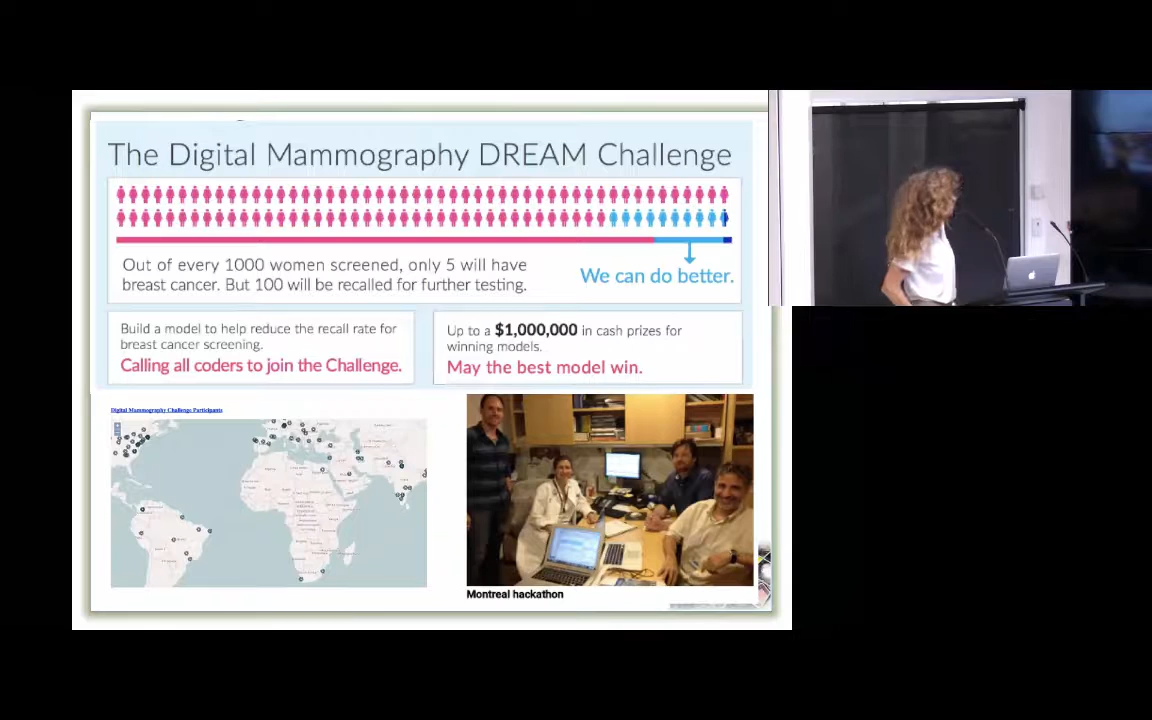 The Digital Mammography DREAM Challenge
Out of every 1000 women screened, only 5 will have
breast cancer. But 100 will be recalled for further testing.
We can do better.
Build a model to help reduce the recall rate for
breast cancer screening.
Calling all coders to join the Challenge.
Up to a $1,000,000 in cash prizes for
winning models.
May the best model win.
Digital Mammography Challenge Participants
Montreal hackathon